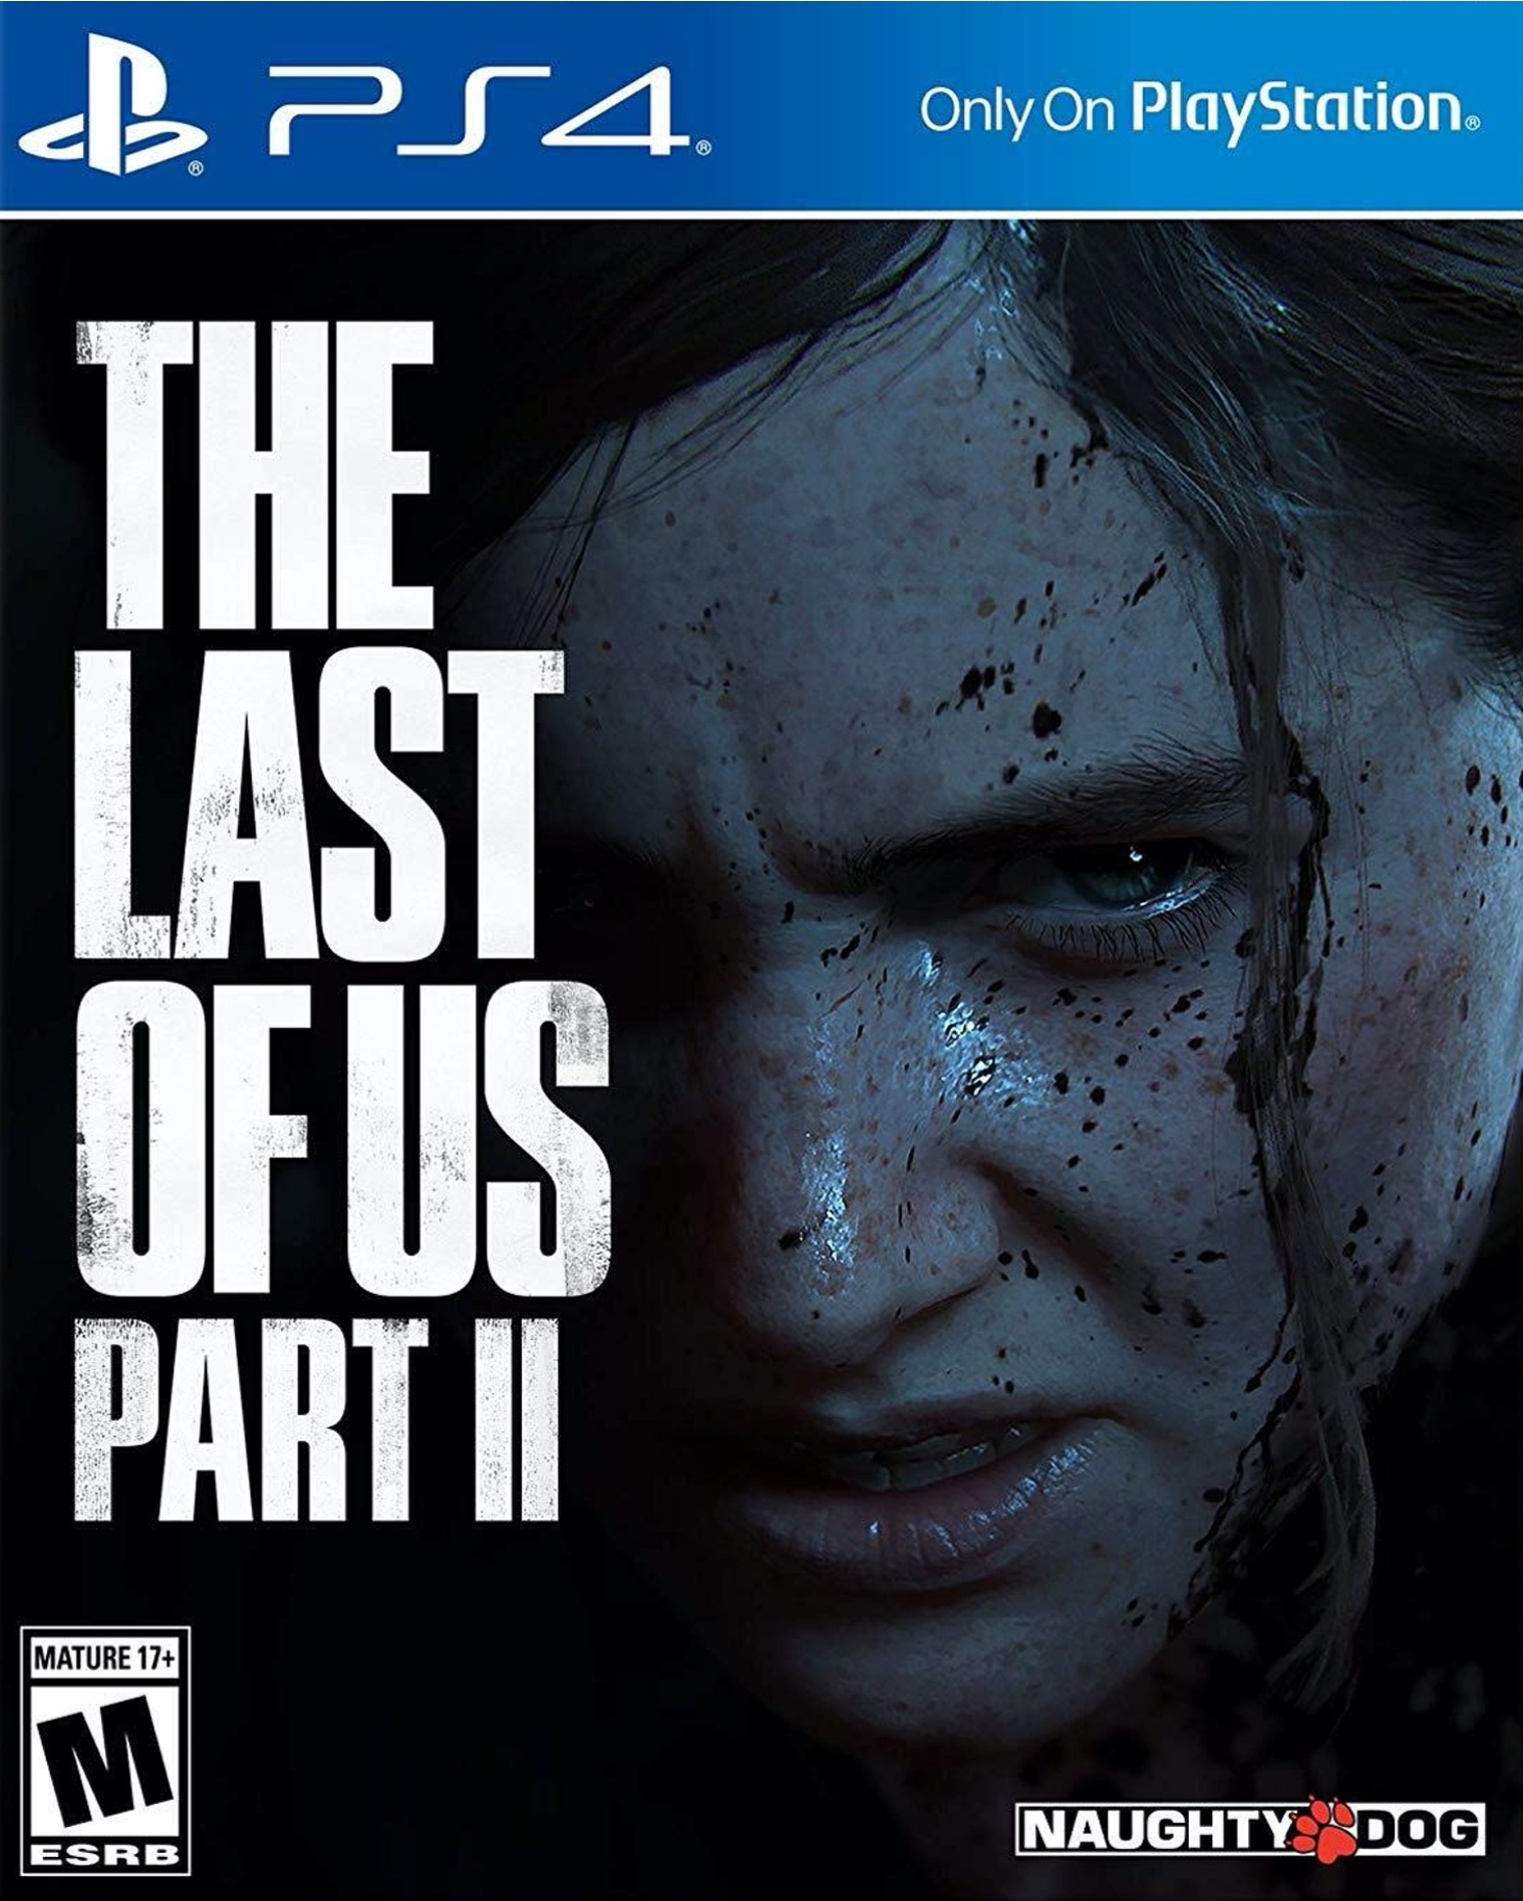 PS4®
Only On PlayStation®
THE
LAST
OF US
PART II
MATURE 17+
M
ESRB
NAUGHTY DOG